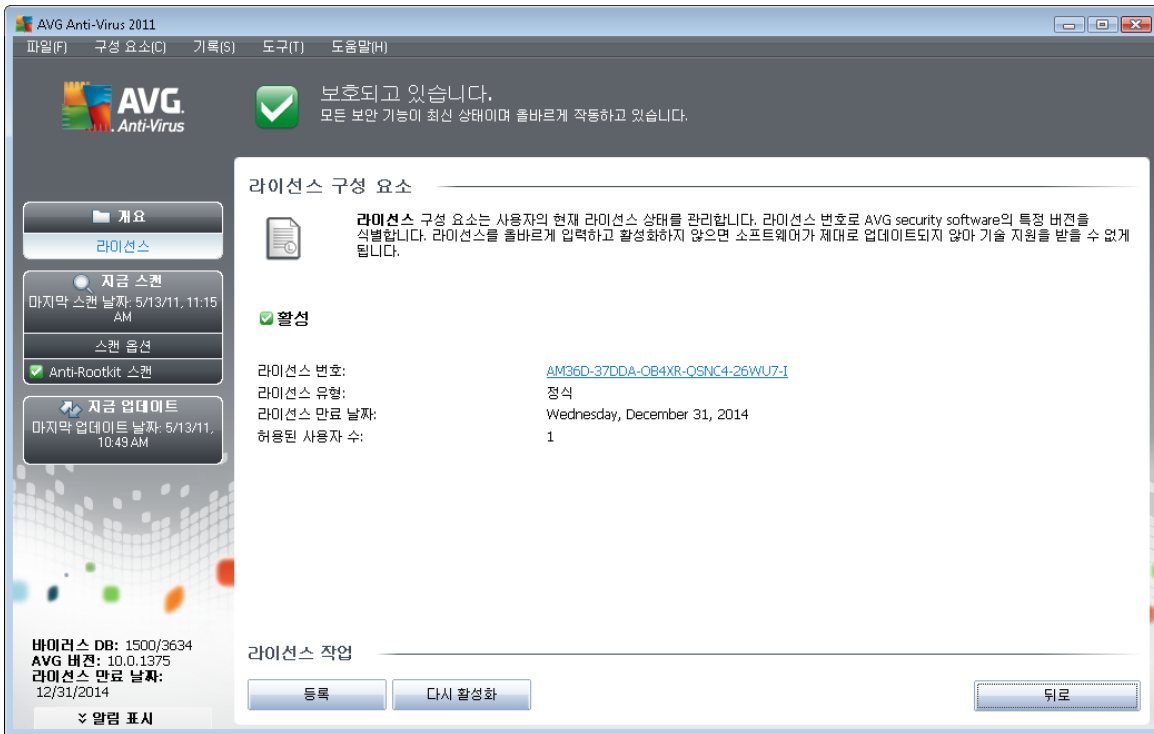 AVG Anti-Virus 2011
파일(F) 구성 요소(C) 기록(S) 도구(T) 도움말(H)
AVG.
Anti-Virus
보호되고 있습니다.
모든 보안 기능이 최신 상태이며 올바르게 작동하고 있습니다.
개요
라이선스
지금 스캔
마지막 스캔 날짜: 5/13/11, 11:15
AM
스캔 옵션
Anti-Rootkit 스캔
지금 업데이트
마지막 업데이트 날짜: 5/13/11,
10:49 AM
바이러스 DB: 1500/3634
AVG 버전: 10.0.1375
라이선스 만료 날짜:
12/31/2014
알림 표시
라이선스 구성 요소
라이선스 구성 요소는 사용자의 현재 라이선스 상태를 관리합니다. 라이선스 번호로 AVG security software의 특정 버전을
식별합니다. 라이선스를 올바르게 입력하고 활성화하지 않으면 소프트웨어가 제대로 업데이트되지 않아 기술 지원을 받을 수 없게
됩니다.
활성
라이선스 번호: AM36D-37DDA-OB4XR-QSNC4-26WU7-I
라이선스 유형: 정식
라이선스 만료 날짜: Wednesday, December 31, 2014
허용된 사용자 수: 1
라이선스 작업
등록 다시 활성화 뒤로